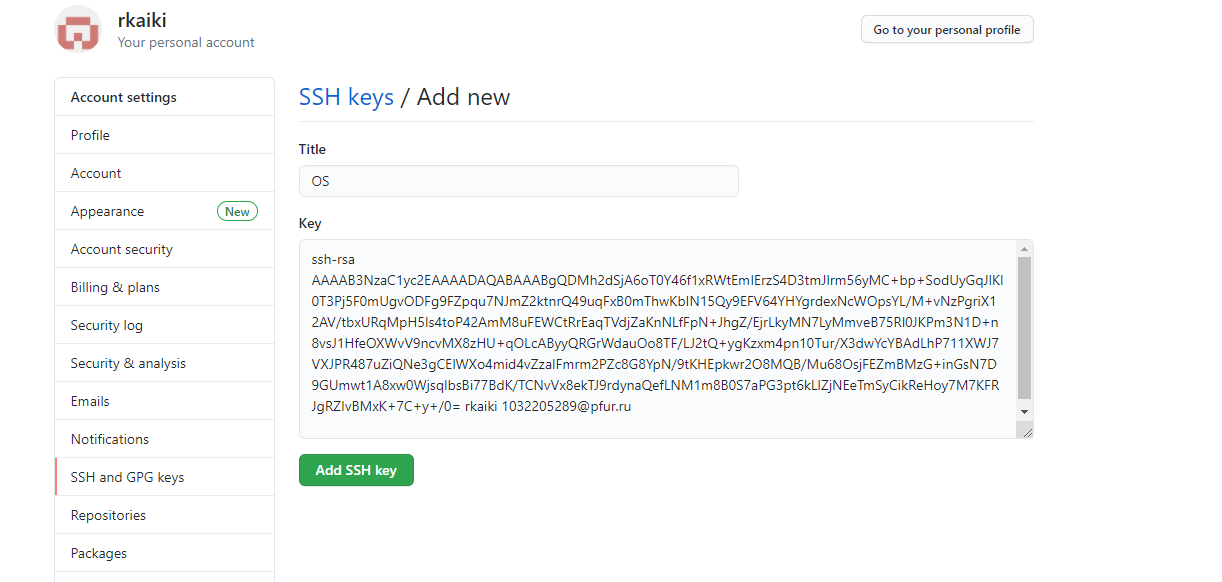 rkaiki
Your personal account
Go to your personal profile
Account settings
Profile
Account
Appearance New
Account security
Billing & plans
Security log
Security & analysis
Emails
Notifications
SSH and GPG keys
Repositories
Packages
SSH keys / Add new
Title
OS
Key
ssh-rsa
AAAAB3NzaC1yc2EAAAADAQABAAABgQDMh2dSjA6oT0Y46f1xRWtEmIErzS4D3tmJIrm56yMC+bp+SodUyGqJIKl
0T3Pj5F0mUgvODFg9FZpqu7NJmZ2ktnrQ49uqFxB0mThwKbIN15Qy9EFV64YHYgrdexNcWOpsYL/M+vNzPgriX1
2AV/tbxURqMpH5Is4toP42AmM8uFEWCtRrEaqTVdjZaKnNLfFpN+JhgZ/EjrLkyMN7LyMmveB75RI0JKPm3N1D+n
8vsJ1HfeOXWvV9ncvMX8zHU+qOLcAByyQRGrWdauOo8TF/LJ2tQ+ygKzxm4pn10Tur/X3dwYcYBAdLhP711XWJ7
VXJPR487uZiQNe3gCEIWXo4mid4vZzalFmrm2PZc8G8YpN/9tKHEpkwr2O8MQB/Mu68OsjFEZmBMzG+inGsN7D
9GUmwt1A8xw0WjsqIbsBi77BdK/TCNvVx8ekTJ9rdynaQefLNM1m8B0S7aPG3pt6kLIZjNEeTmSyCikReHoy7M7KFR
JgRZIvBMxK+7C+y+/0= rkaiki 1032205289@pfur.ru
Add SSH key